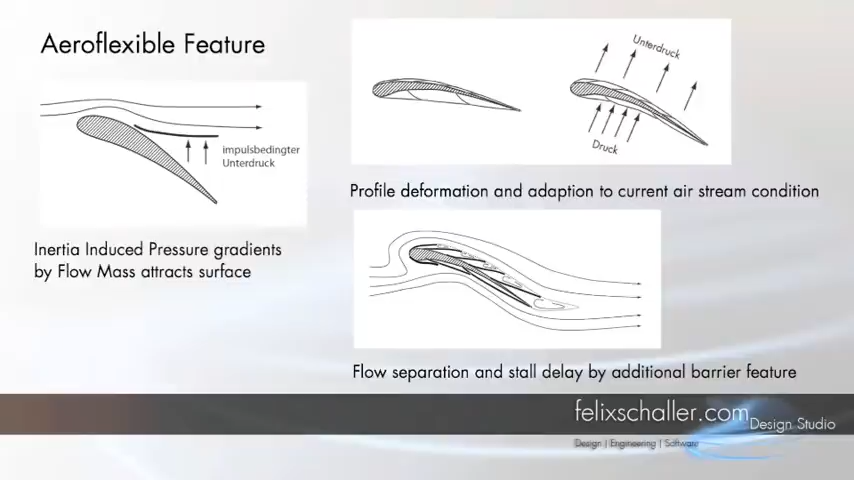 Aeroflexible Feature
impulsbedingter
Unterdruck
Inertia Induced Pressure gradients
by Flow Mass attracts surface
Unterdruck
Druck
Profile deformation and adaption to current air stream condition
Flow separation and stall delay by additional barrier feature
felixschaller.com
Design Studio
Design | Engineering | Software